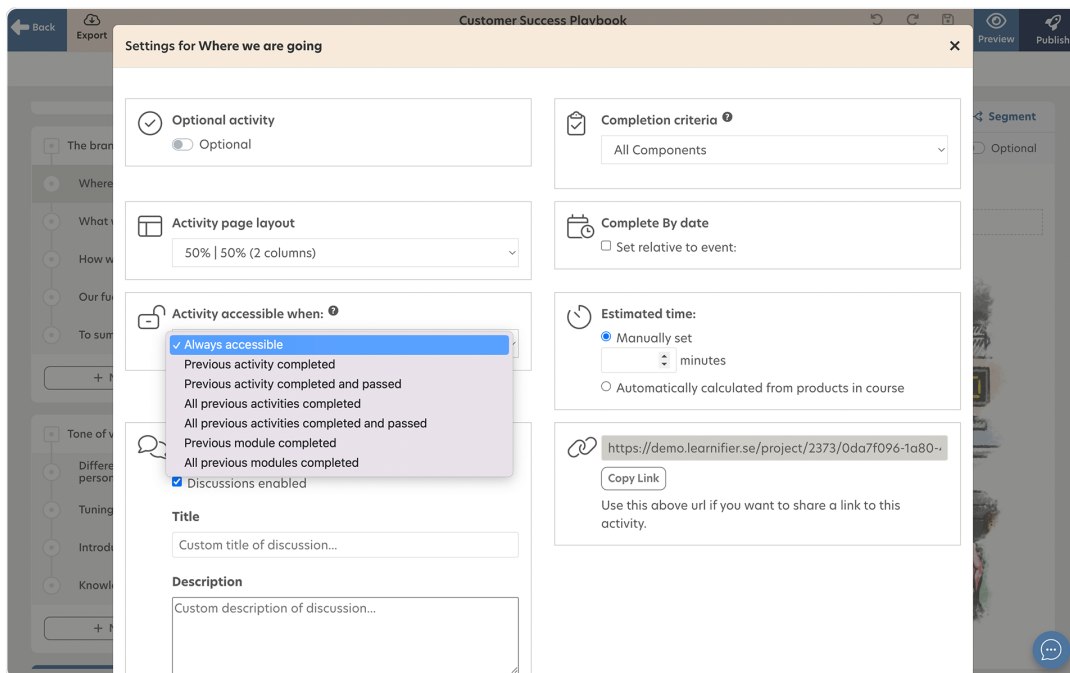 Back
Export
Customer Success Playbook
Preview
Publish
Settings for Where we are going
×
Optional activity
Optional
Completion criteria ?
All Components
Activity page layout
50% | 50% (2 columns)
Complete By date
Set relative to event:
Activity accessible when: ?
✓ Always accessible
Previous activity completed
Previous activity completed and passed
All previous activities completed
All previous activities completed and passed
Previous module completed
All previous modules completed
Estimated time:
Manually set
minutes
Automatically calculated from products in course
Discussions enabled
Title
Custom title of discussion...
Description
Custom description of discussion...
https://demo.learnifier.se/project/2373/0da7f096-1a80-
Copy Link
Use this above url if you want to share a link to this
activity.
The bran
Where
What
How w
Our fu
To sum
+ N
Tone of v
Differe
person
Tuning
Introdu
Knowl
+ N
Segment
Optional